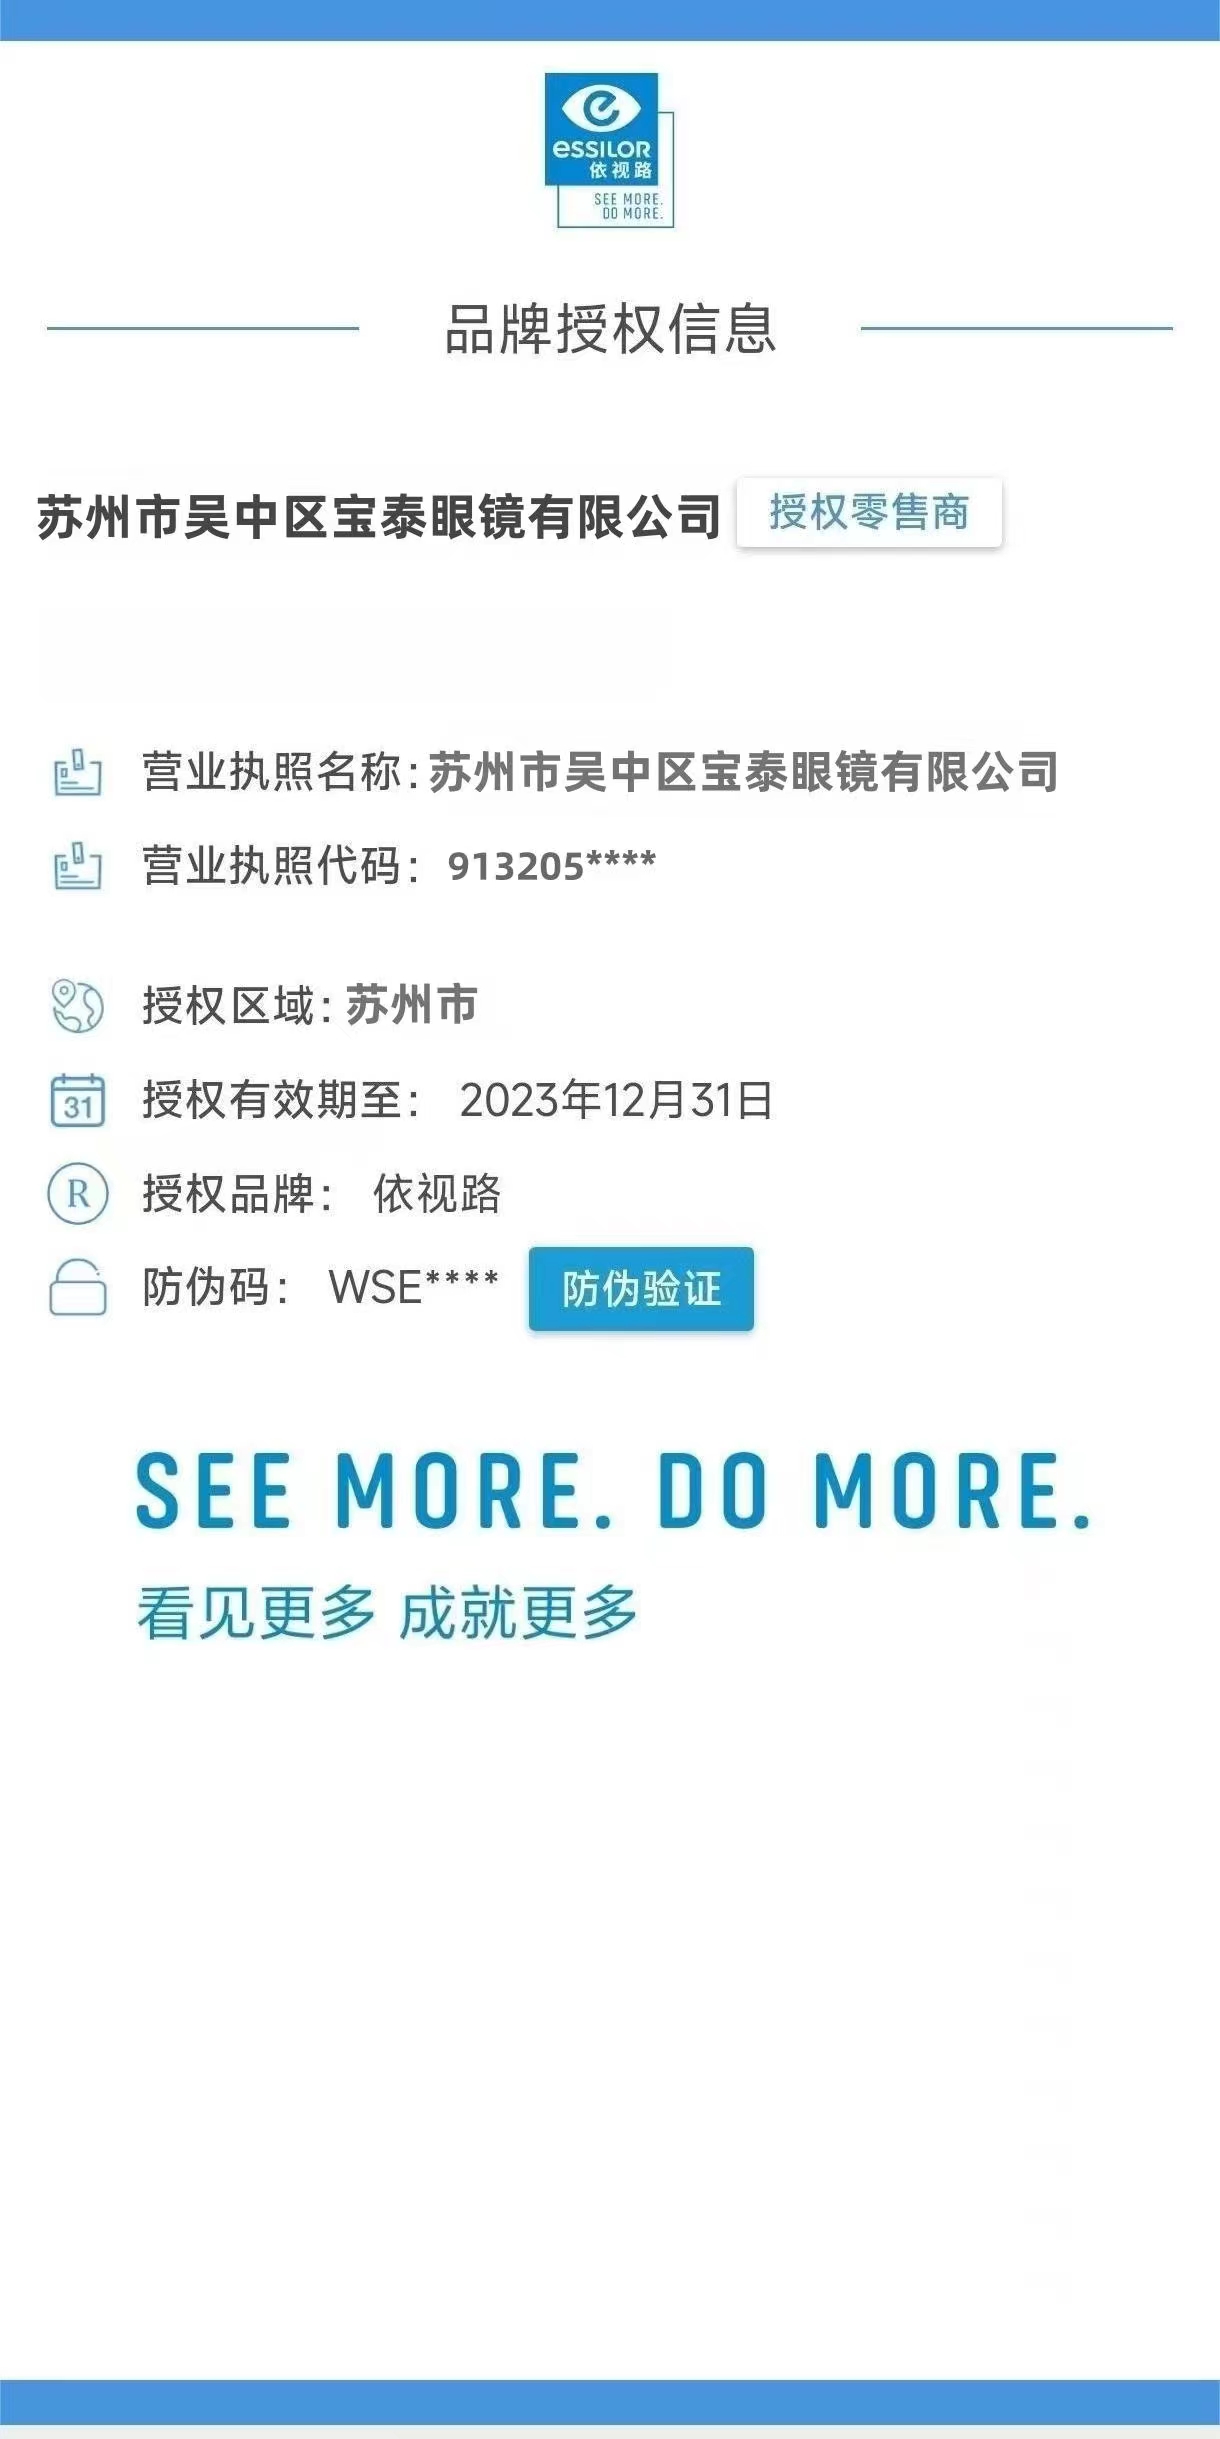 essilor
依视路
SEE MORE.
DO MORE.
品牌授权信息
苏州市吴中区宝泰眼镜有限公司 授权零售商
营业执照名称：苏州市吴中区宝泰眼镜有限公司
营业执照代码： 913205****
授权区域：苏州市
31 授权有效期至： 2023年12月31日
R 授权品牌： 依视路
防伪码： WSE**** 防伪验证
SEE MORE. DO MORE.
看见更多 成就更多